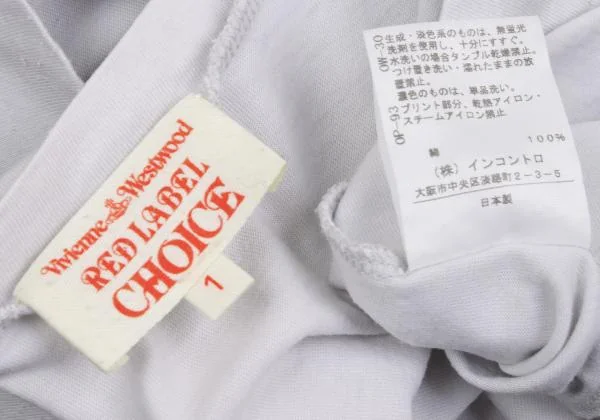 Vivienne Westwood
RED LABEL
CHOICE
1
OW-30
生成・淡色系のものは、無蛍光
洗剤を使用し、十分にすすぐ。
水洗いの場合タンブル乾燥禁止。
つけ置き洗い・濡れたままの放
置禁止。
濃色のものは、単品洗い。
OP-93
プリント部分、乾熱アイロン・
スチームアイロン禁止
綿 100%
(株) インコントロ
大阪市中央区淡路町2-3-5
日本製